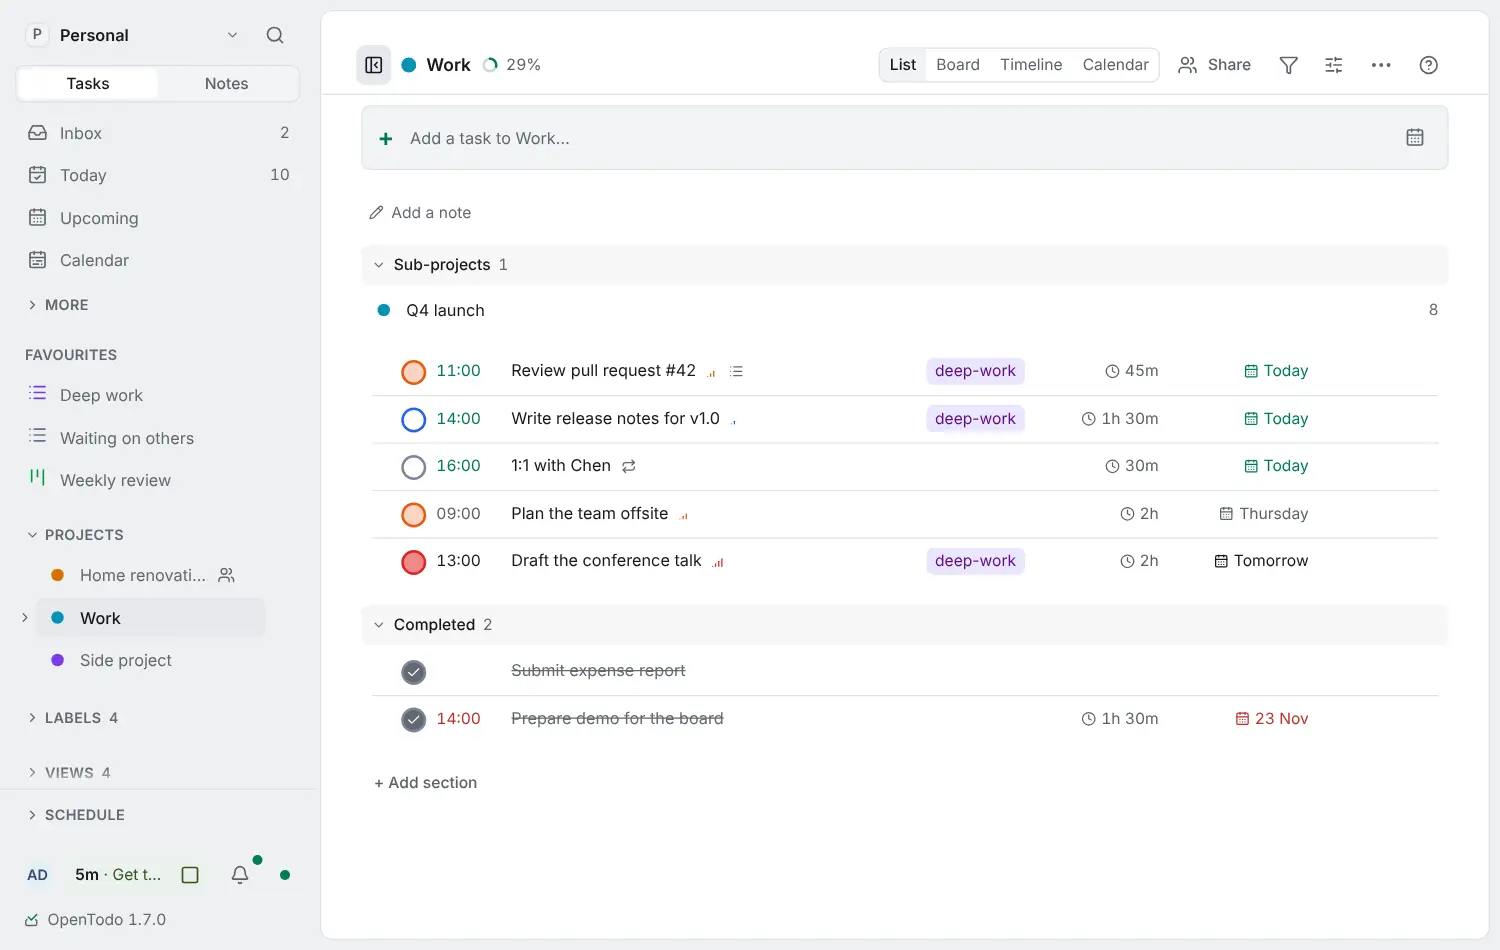 P Personal
Tasks Notes
Inbox 2
Today 10
Upcoming
Calendar
MORE
FAVOURITES
Deep work
Waiting on others
Weekly review
PROJECTS
Home renovati...
Work
Side project
LABELS 4
VIEWS 4
SCHEDULE
AD 5m · Get t...
OpenTodo 1.7.0
Work 29%
List Board Timeline Calendar Share
+ Add a task to Work...
Add a note
Sub-projects 1
Q4 launch 8
11:00 Review pull request #42 deep-work 45m Today
14:00 Write release notes for v1.0 deep-work 1h 30m Today
16:00 1:1 with Chen 30m Today
09:00 Plan the team offsite 2h Thursday
13:00 Draft the conference talk deep-work 2h Tomorrow
Completed 2
Submit expense report
14:00 Prepare demo for the board 1h 30m 23 Nov
+ Add section